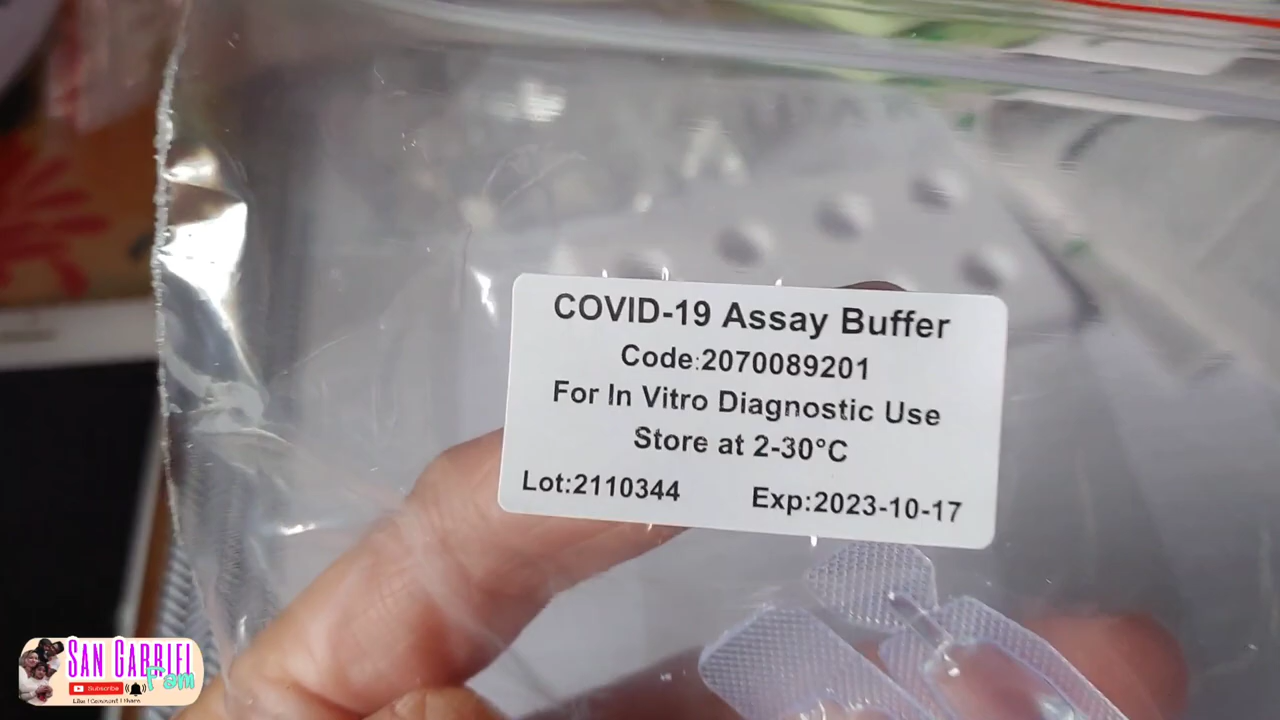 COVID-19 Assay Buffer
Code:2070089201
For In Vitro Diagnostic Use
Store at 2-30°C
Lot:2110344 Exp:2023-10-17
SAN GABRIEL
Fam
Subscribe
Like | Comment | Share